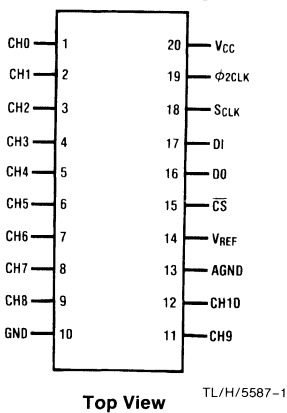 CH0 1 20 VCC
CH1 2 19 ϕ2CLK
CH2 3 18 SCLK
CH3 4 17 DI
CH4 5 16 DO
CH5 6 15 C̅S̅
CH6 7 14 VREF
CH7 8 13 AGND
CH8 9 12 CH10
GND 10 11 CH9
Top View TL/H/5587-1